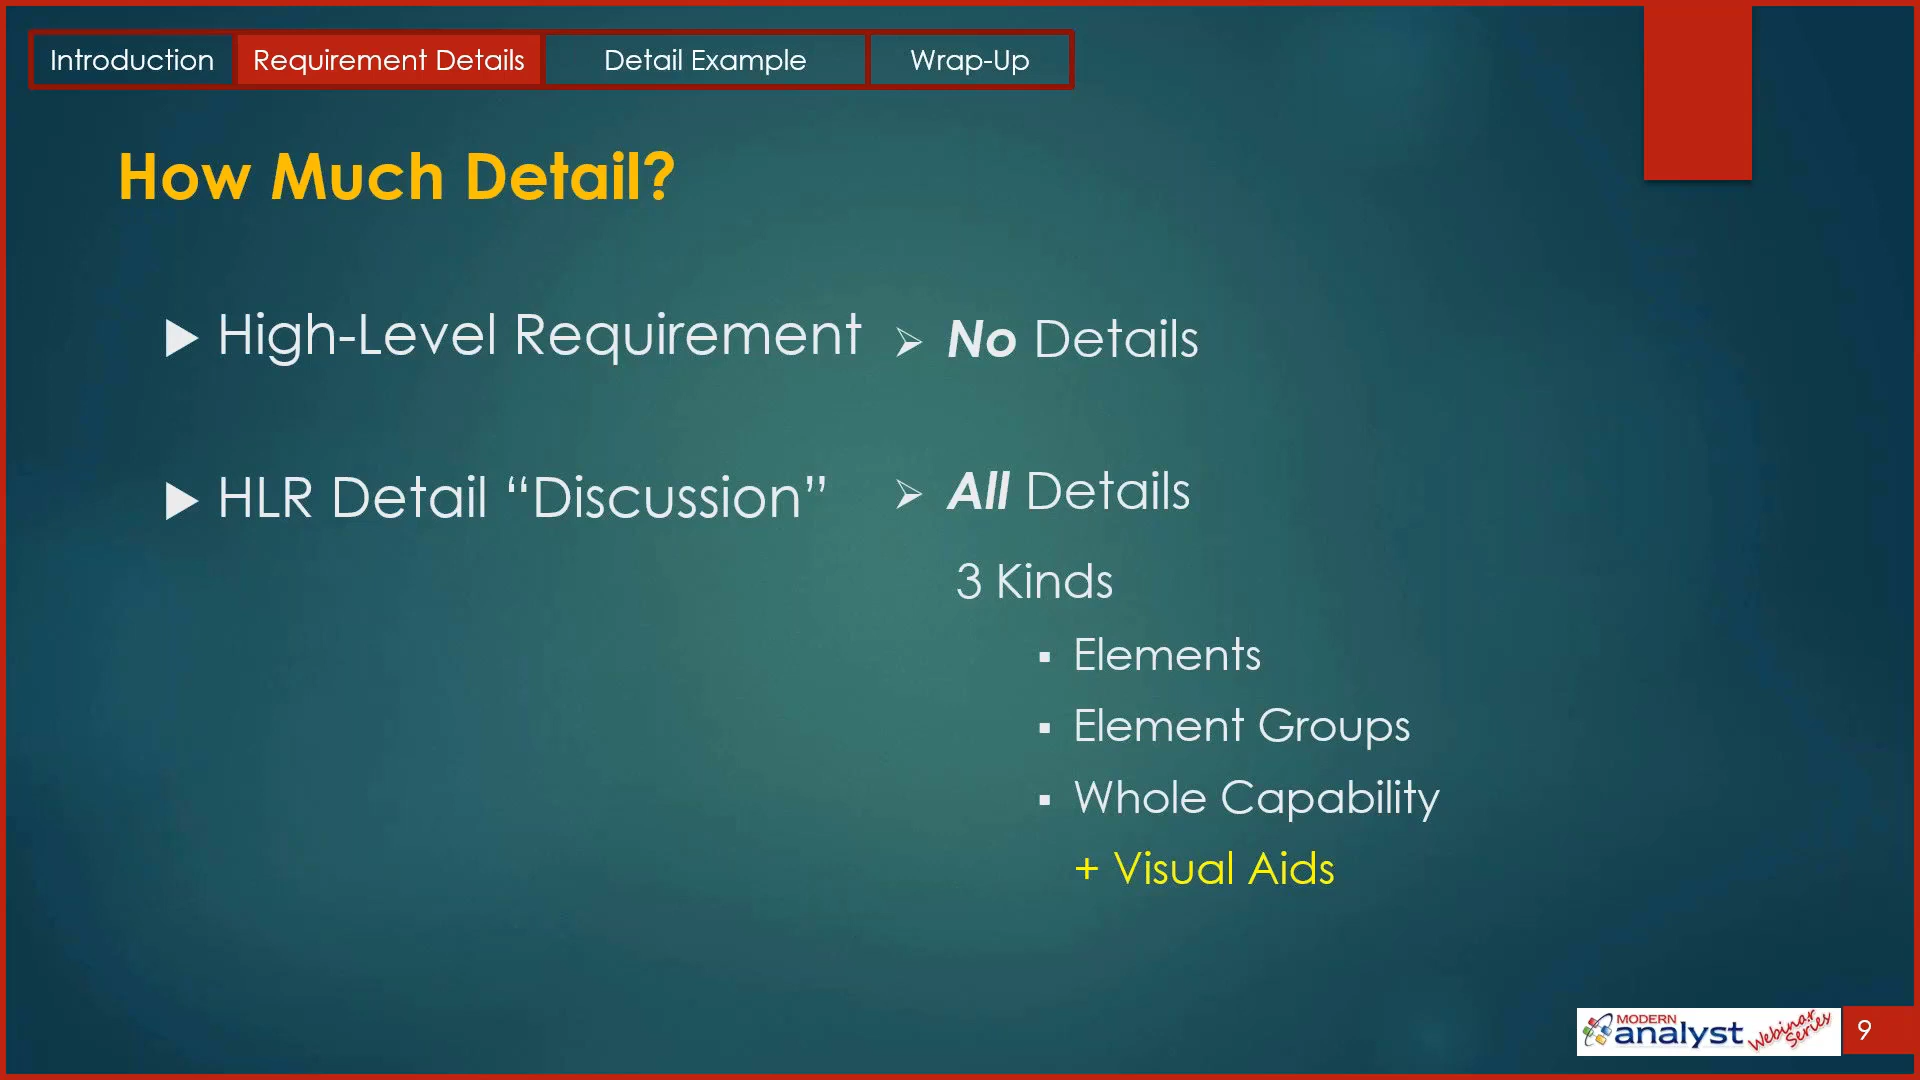 Introduction
Requirement Details
Detail Example
Wrap-Up
How Much Detail?
High-Level Requirement
No Details
HLR Detail “Discussion”
All Details
3 Kinds
Elements
Element Groups
Whole Capability
+ Visual Aids
MODERN
analyst
Webinar
Series
9